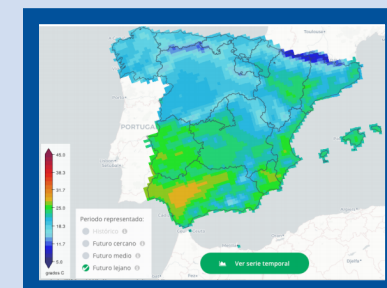 Toulouse
PORTUGAL
45.0
38.3
31.7
25.0
18.3
11.7
5.0
grados C
Periodo representado:
Histórico
Futuro cercano
Futuro medio
Futuro lejano
Ver serie temporal